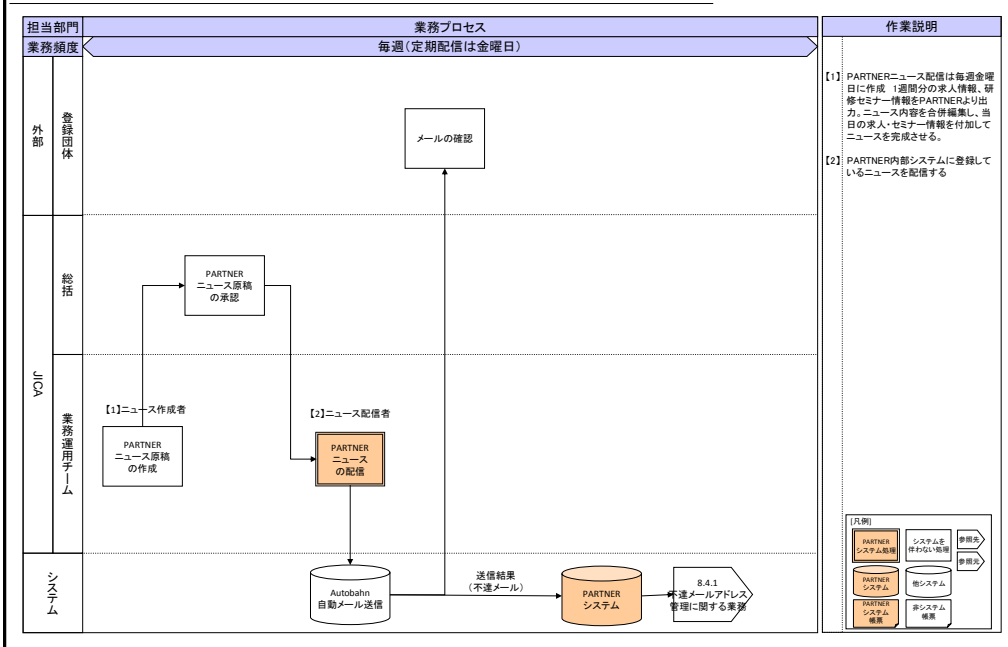 担当部門
業務プロセス
作業説明
業務頻度
毎週(定期配信は金曜日)
外部
登録団体
メールの確認
JICA
総括
PARTNER
ニュース原稿
の承認
業務運用チーム
【1】ニュース作成者
PARTNER
ニュース原稿
の作成
【2】ニュース配信者
PARTNER
ニュース
の配信
システム
Autobahn
自動メール送信
送信結果
(不達メール)
PARTNER
システム
8.4.1
不達メールアドレス
管理に関する業務
【1】 PARTNERニュース配信は毎週金曜
日に作成 1週間分の求人情報、研
修セミナー情報をPARTNERより出
力。ニュース内容を合併編集し、当
日の求人・セミナー情報を付加して
ニュースを完成させる。
【2】 PARTNER内部システムに登録して
いるニュースを配信する
[凡例]
PARTNER
システム処理
システムを
伴わない処理
参照先
参照元
PARTNER
システム
他システム
PARTNER
システム
帳票
非システム
帳票